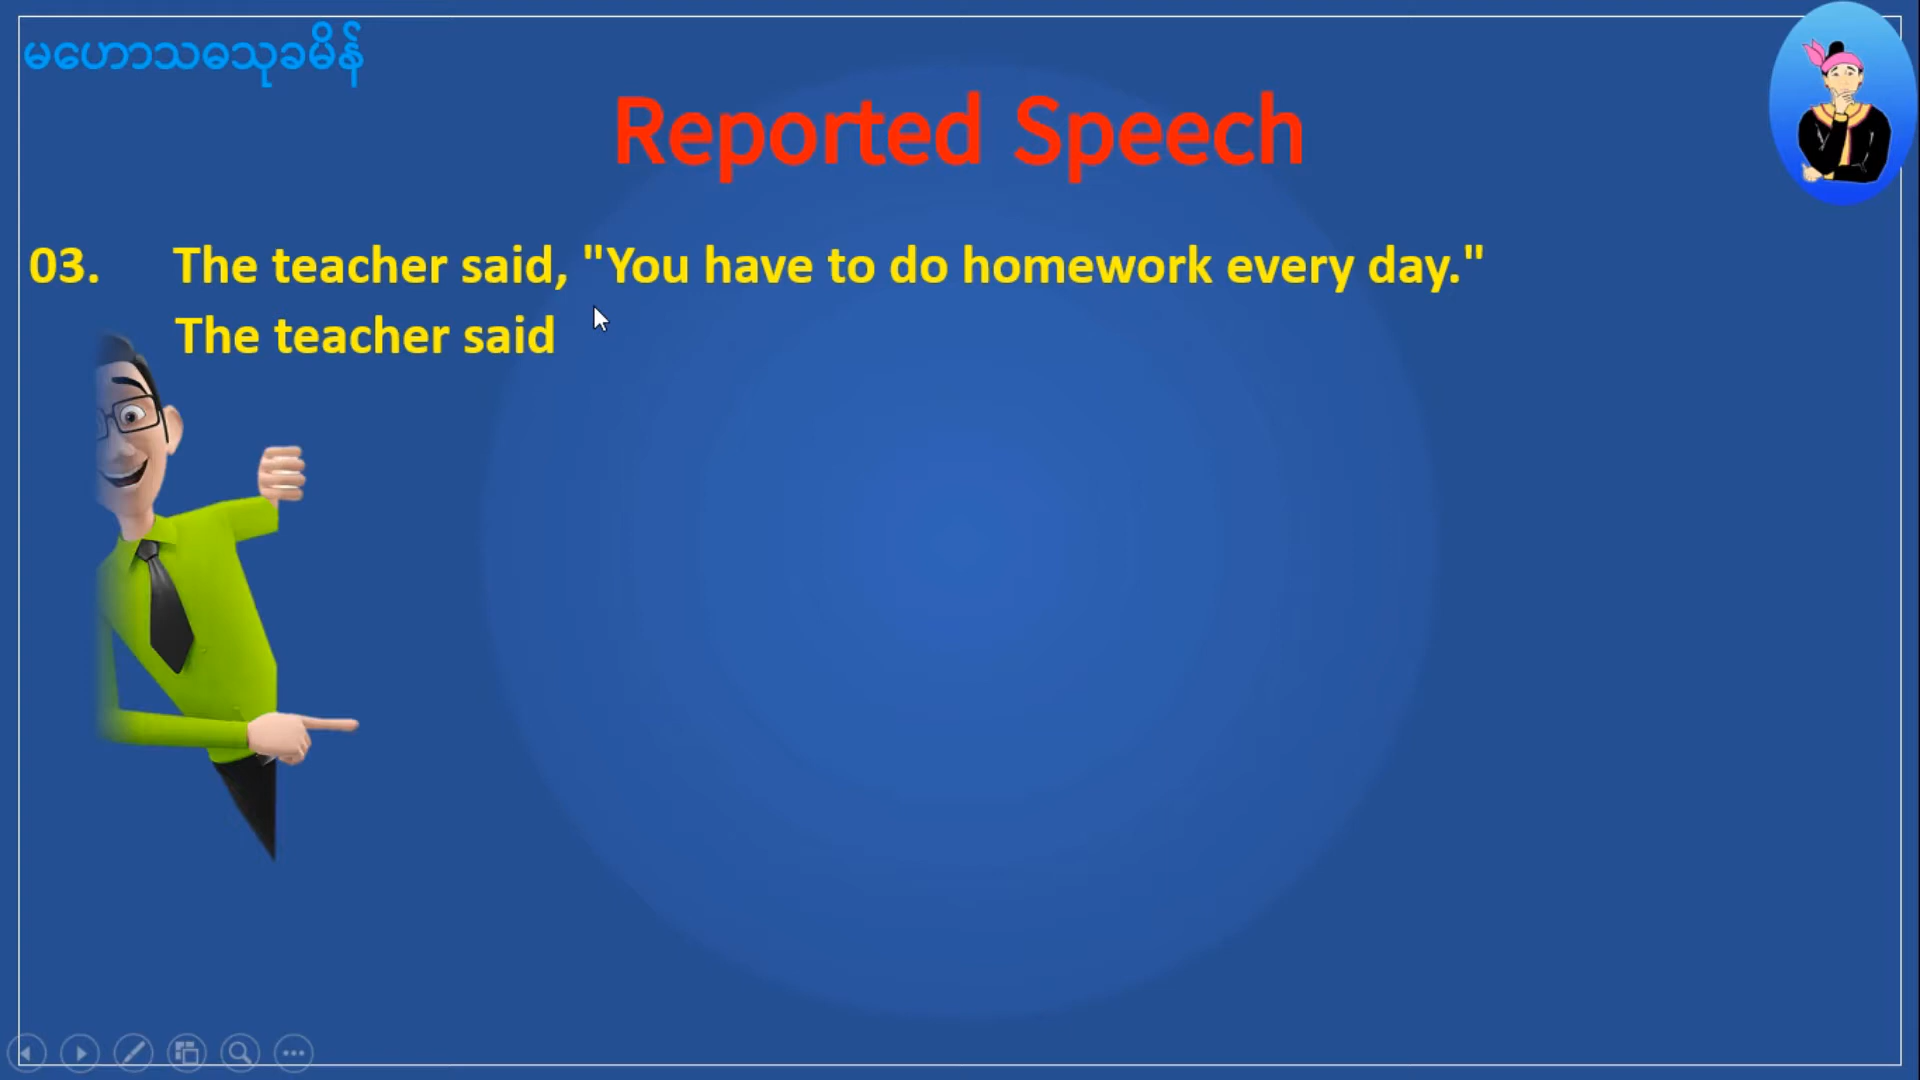 မဟောသဓသုခမိန်
Reported Speech
03. The teacher said, "You have to do homework every day."
The teacher said